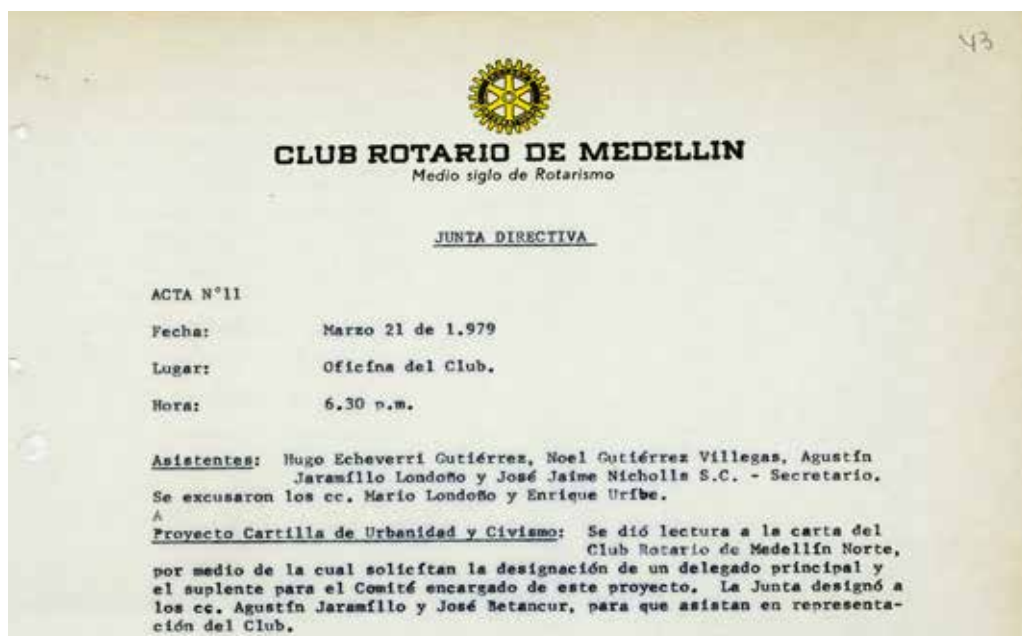 43
CLUB ROTARIO DE MEDELLIN
Medio siglo de Rotarismo
JUNTA DIRECTIVA
ACTA N°11
Fecha: Marzo 21 de 1.979
Lugar: Oficina del Club.
Hora: 6.30 p.m.
Asistentes: Hugo Echeverri Gutiérrez, Noel Gutiérrez Villegas, Agustín
Jaramillo Londoño y José Jaime Nicholls S.C. - Secretario.
Se excusaron los cc. Mario Londoño y Enrique Uribe.
A
Proyecto Cartilla de Urbanidad y Civismo: Se dió lectura a la carta del
Club Rotario de Medellín Norte,
por medio de la cual solicitan la designación de un delegado principal y
el suplente para el Comité encargado de este proyecto. La Junta designó a
los cc. Agustín Jaramillo y José Betancur, para que asistan en representa-
ción del Club.